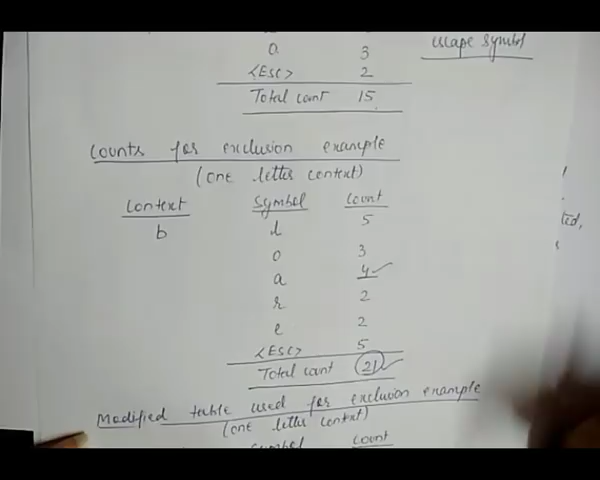 escape symbol
a 3
<ESC> 2
Total count 15
Counts for exclusion example
(one letter context)
Context Symbol Count
b l 5
o 3
a 4
r 2
e 2
<ESC> 5
Total count 21
Modified table used for exclusion example
(one letter context)
symbol count